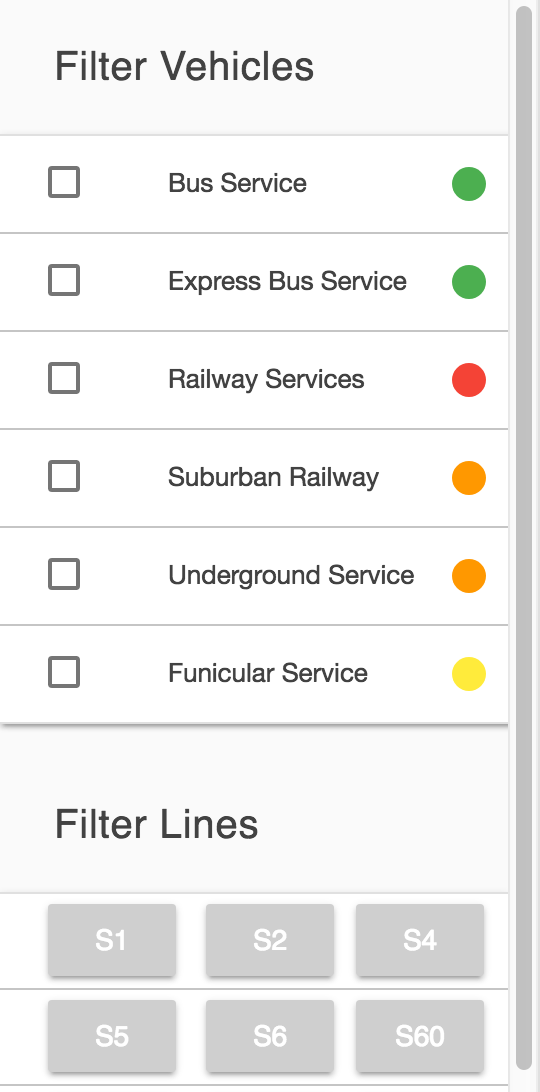 Filter Vehicles
Bus Service
Express Bus Service
Railway Services
Suburban Railway
Underground Service
Funicular Service
Filter Lines
S1 S2 S4
S5 S6 S60